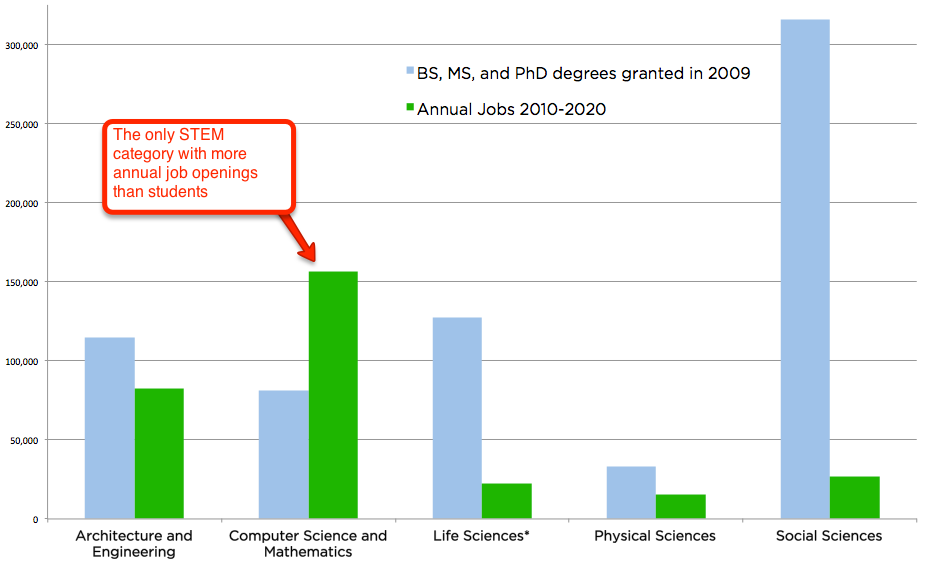 300,000
250,000
200,000
150,000
100,000
50,000
0
BS, MS, and PhD degrees granted in 2009
Annual Jobs 2010-2020
The only STEM
category with more
annual job openings
than students
Architecture and
Engineering
Computer Science and
Mathematics
Life Sciences*
Physical Sciences
Social Sciences